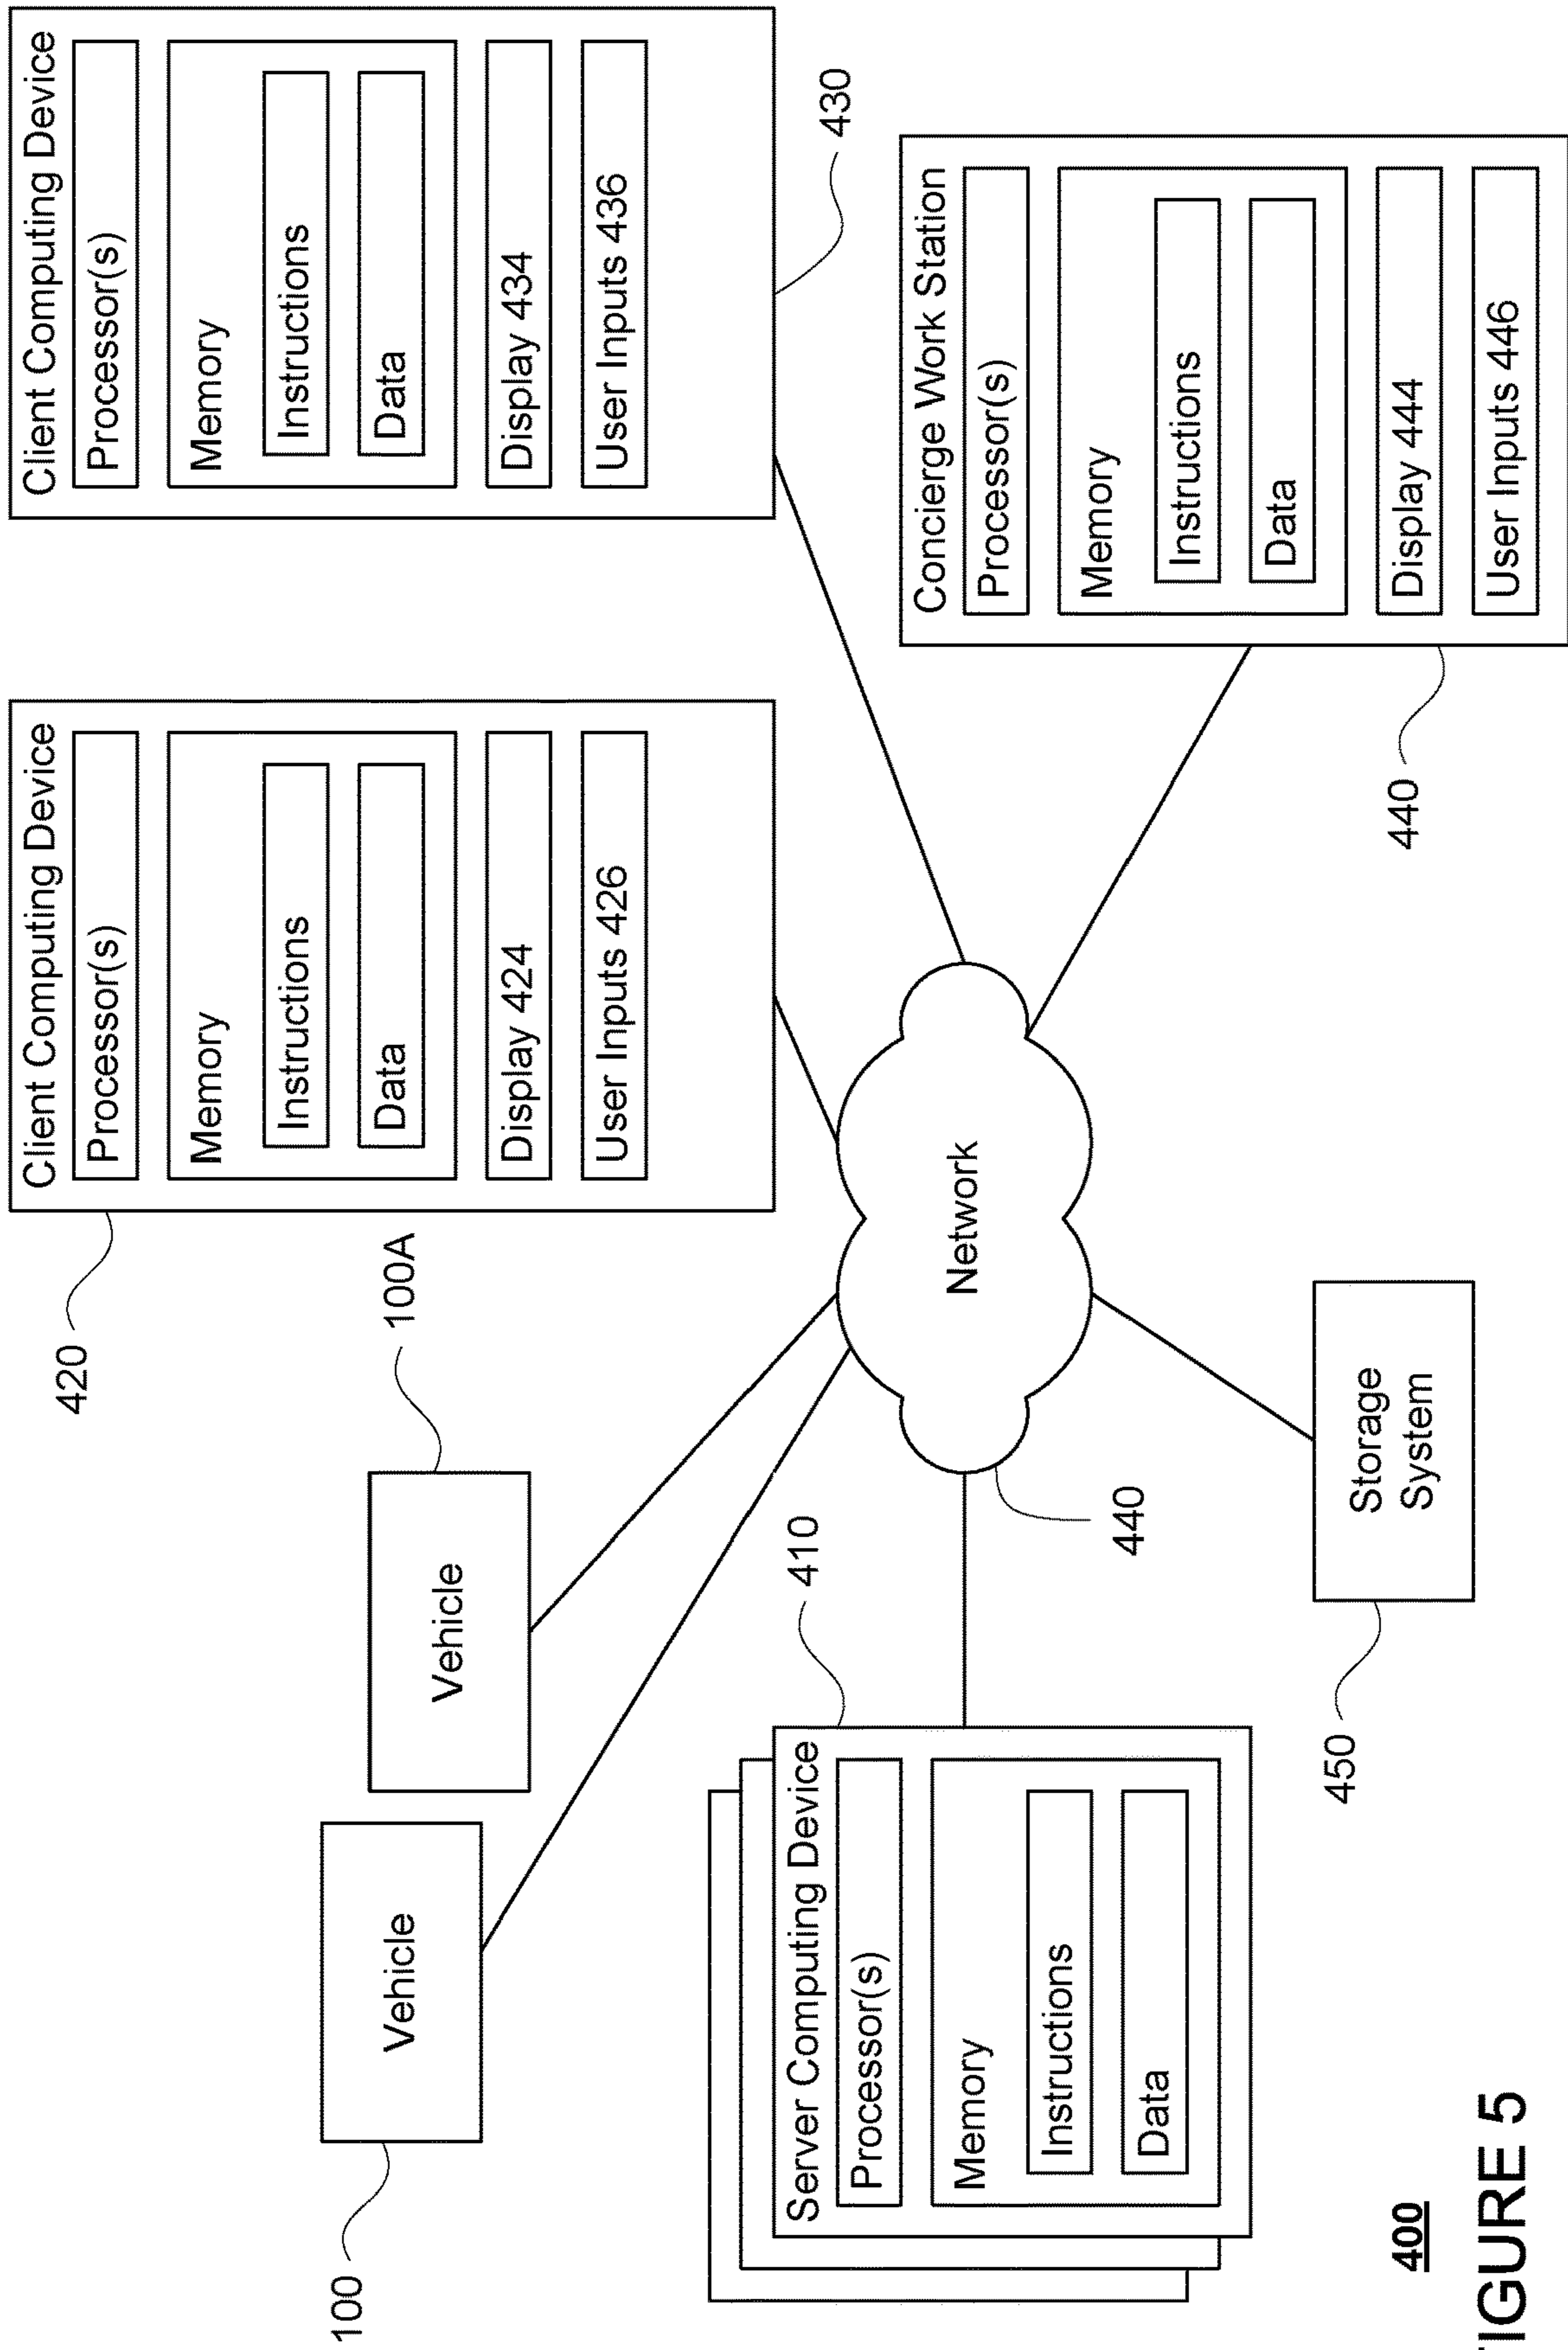 Vehicle
100
Vehicle
100A
Client Computing Device
Processor(s)
Memory
Instructions
Data
Display 424
User Inputs 426
420
Client Computing Device
Processor(s)
Memory
Instructions
Data
Display 434
User Inputs 436
430
Server Computing Device
Processor(s)
Memory
Instructions
Data
410
Network
440
Concierge Work Station
Processor(s)
Memory
Instructions
Data
Display 444
User Inputs 446
440
Storage
System
450
400
IGURE 5